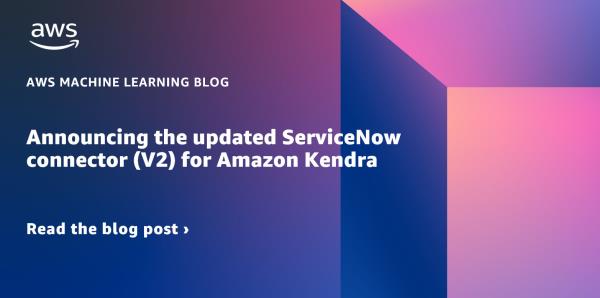 aws
AWS MACHINE LEARNING BLOG
Announcing the updated ServiceNow
connector (V2) for Amazon Kendra
Read the blog post ›